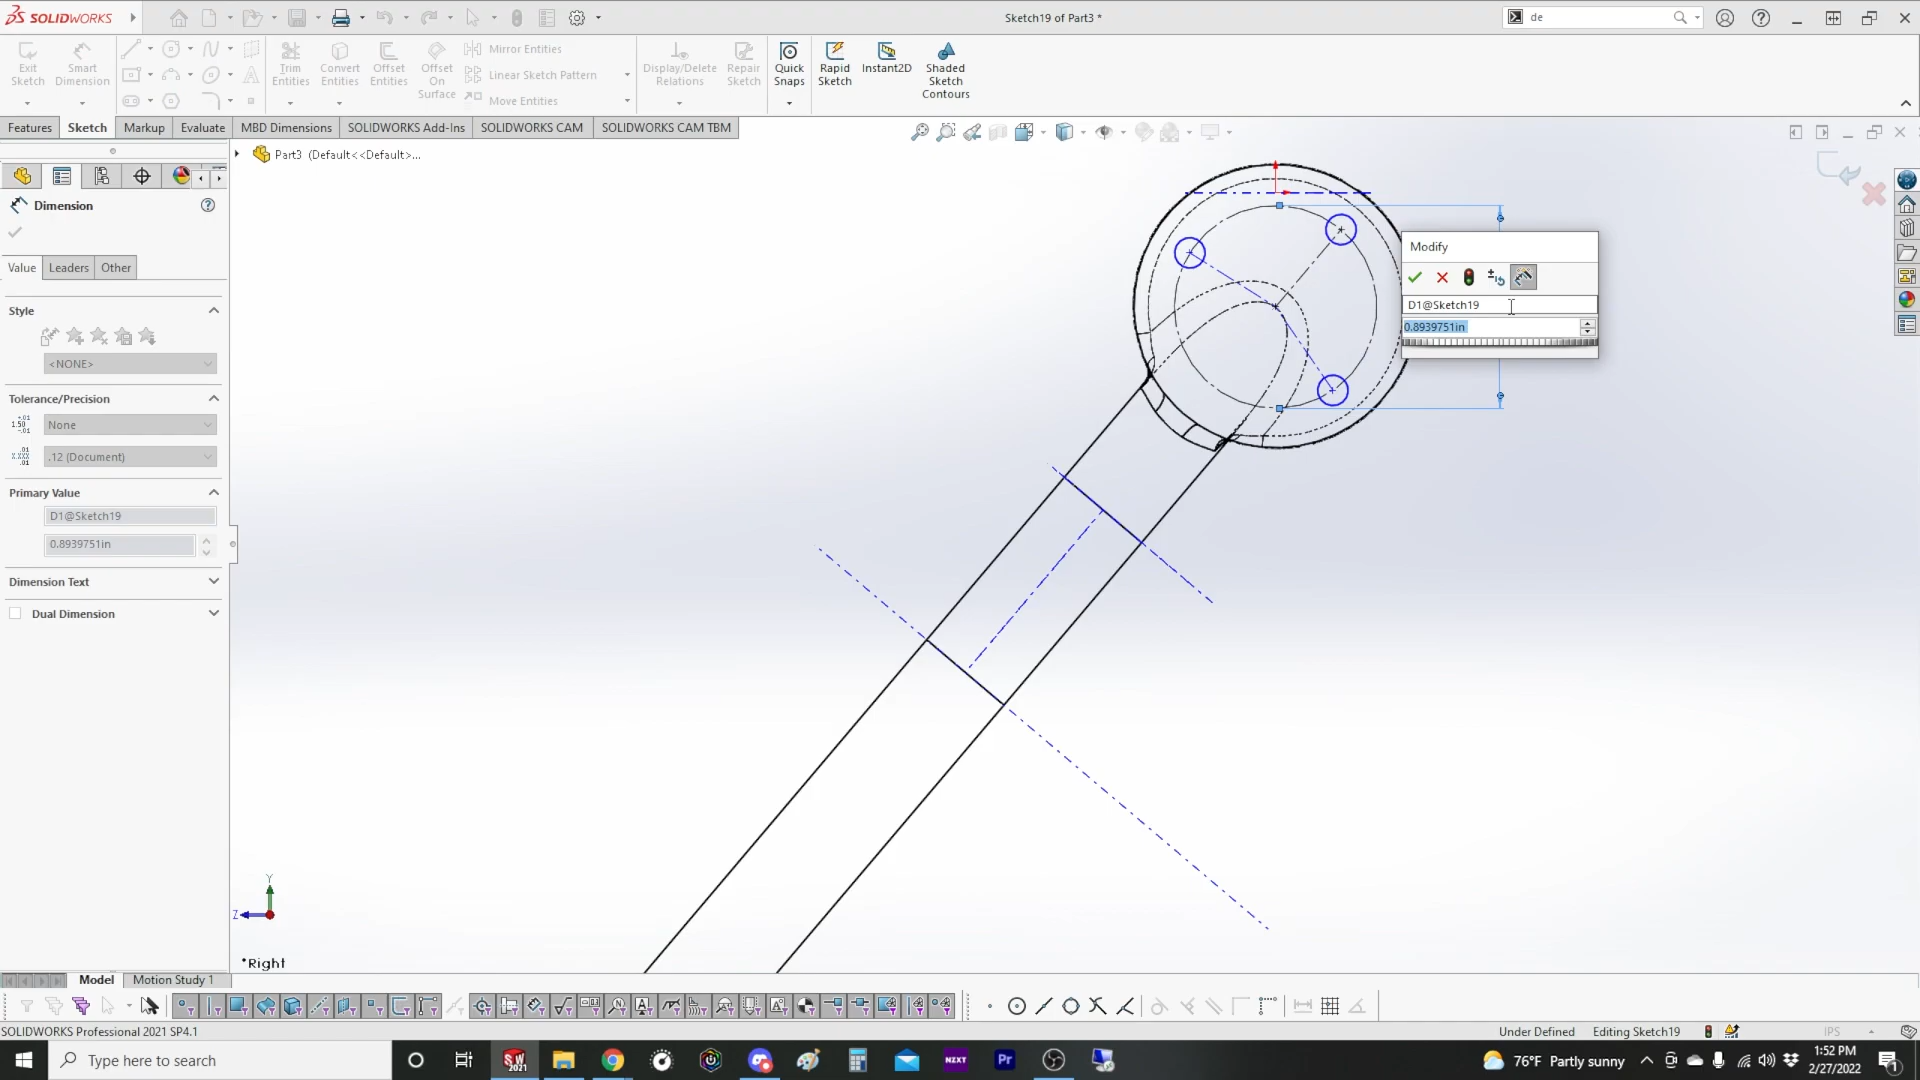 SOLIDWORKS
Sketch19 of Part3 *
de
Exit Sketch
Smart Dimension
Trim Entities
Convert Entities
Offset Entities
Offset On Surface
Mirror Entities
Linear Sketch Pattern
Move Entities
Display/Delete Relations
Repair Sketch
Quick Snaps
Rapid Sketch
Instant2D
Shaded Sketch Contours
Features
Sketch
Markup
Evaluate
MBD Dimensions
SOLIDWORKS Add-Ins
SOLIDWORKS CAM
SOLIDWORKS CAM TBM
Part3 (Default<<Default>...
Dimension
Value
Leaders
Other
Style
<NONE>
Tolerance/Precision
None
.12 (Document)
Primary Value
D1@Sketch19
0.8939751in
Dimension Text
Dual Dimension
Modify
D1@Sketch19
0.8939751in
Y
Z
*Right
Model
Motion Study 1
SOLIDWORKS Professional 2021 SP4.1
Under Defined
Editing Sketch19
IPS
Type here to search
SW
2021
NZXT
Pr
76°F Partly sunny
1:52 PM
2/27/2022
1